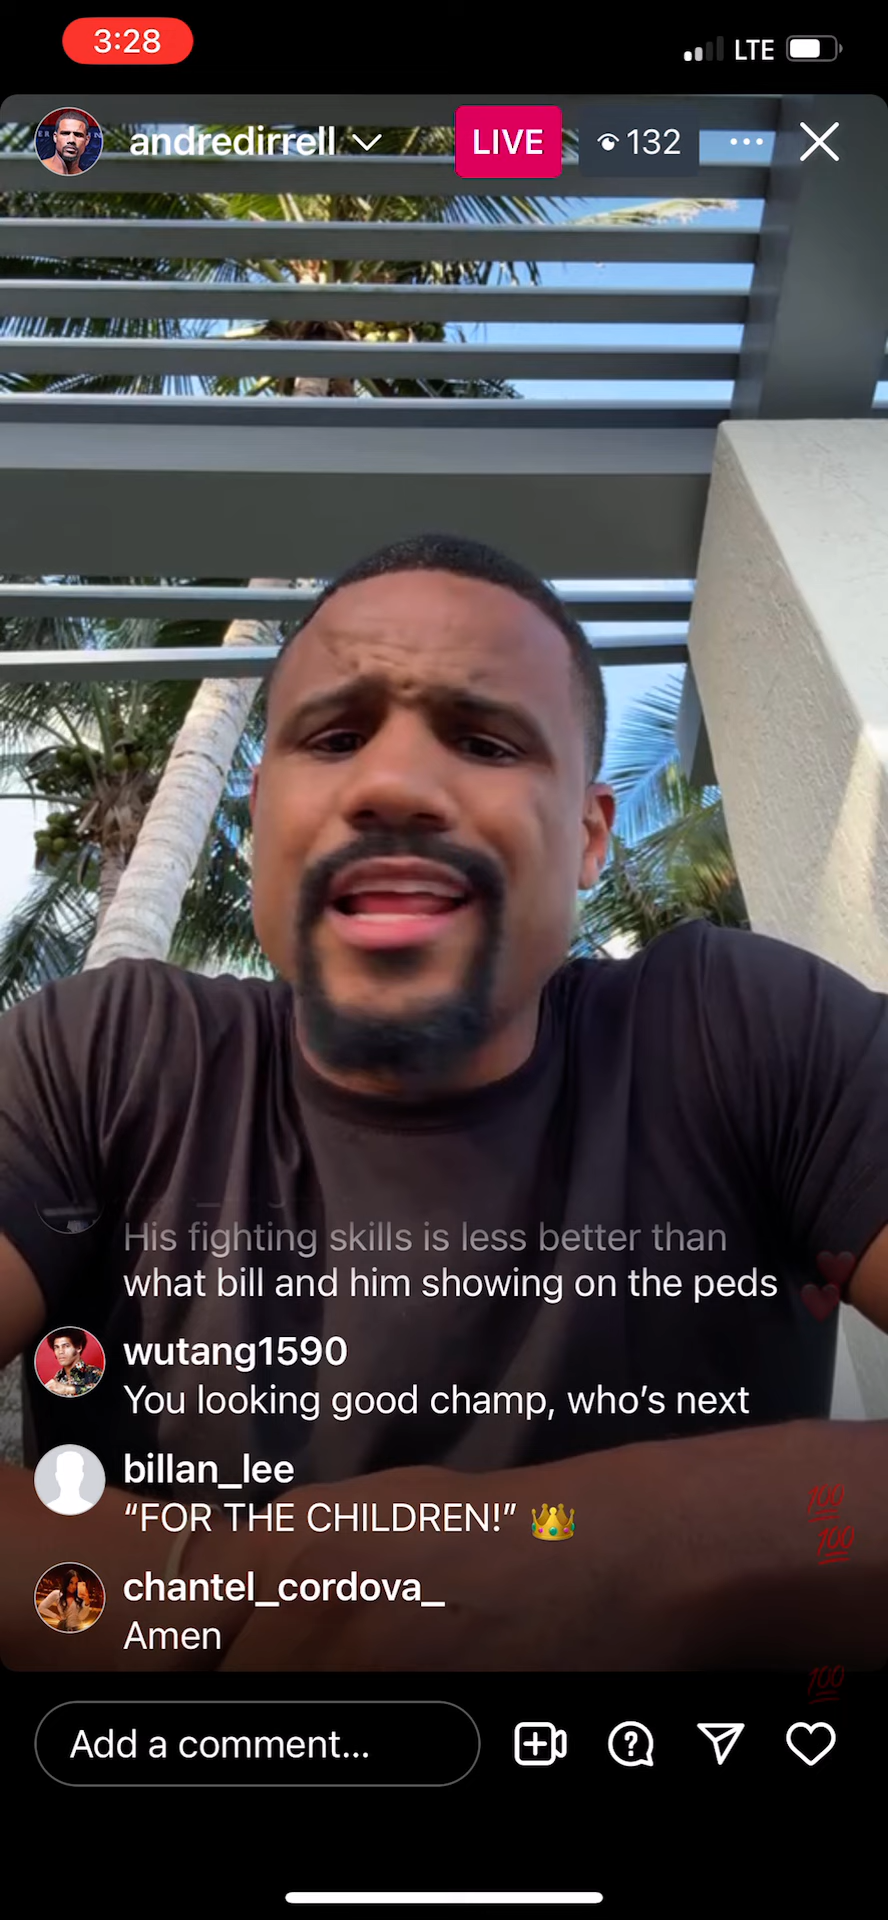 3:28
LTE
andredirrell
LIVE
132
His fighting skills is less better than
what bill and him showing on the peds
wutang1590
You looking good champ, who’s next
billan_lee
“FOR THE CHILDREN!” 👑
chantel_cordova_
Amen
💯
💯
💯
Add a comment...